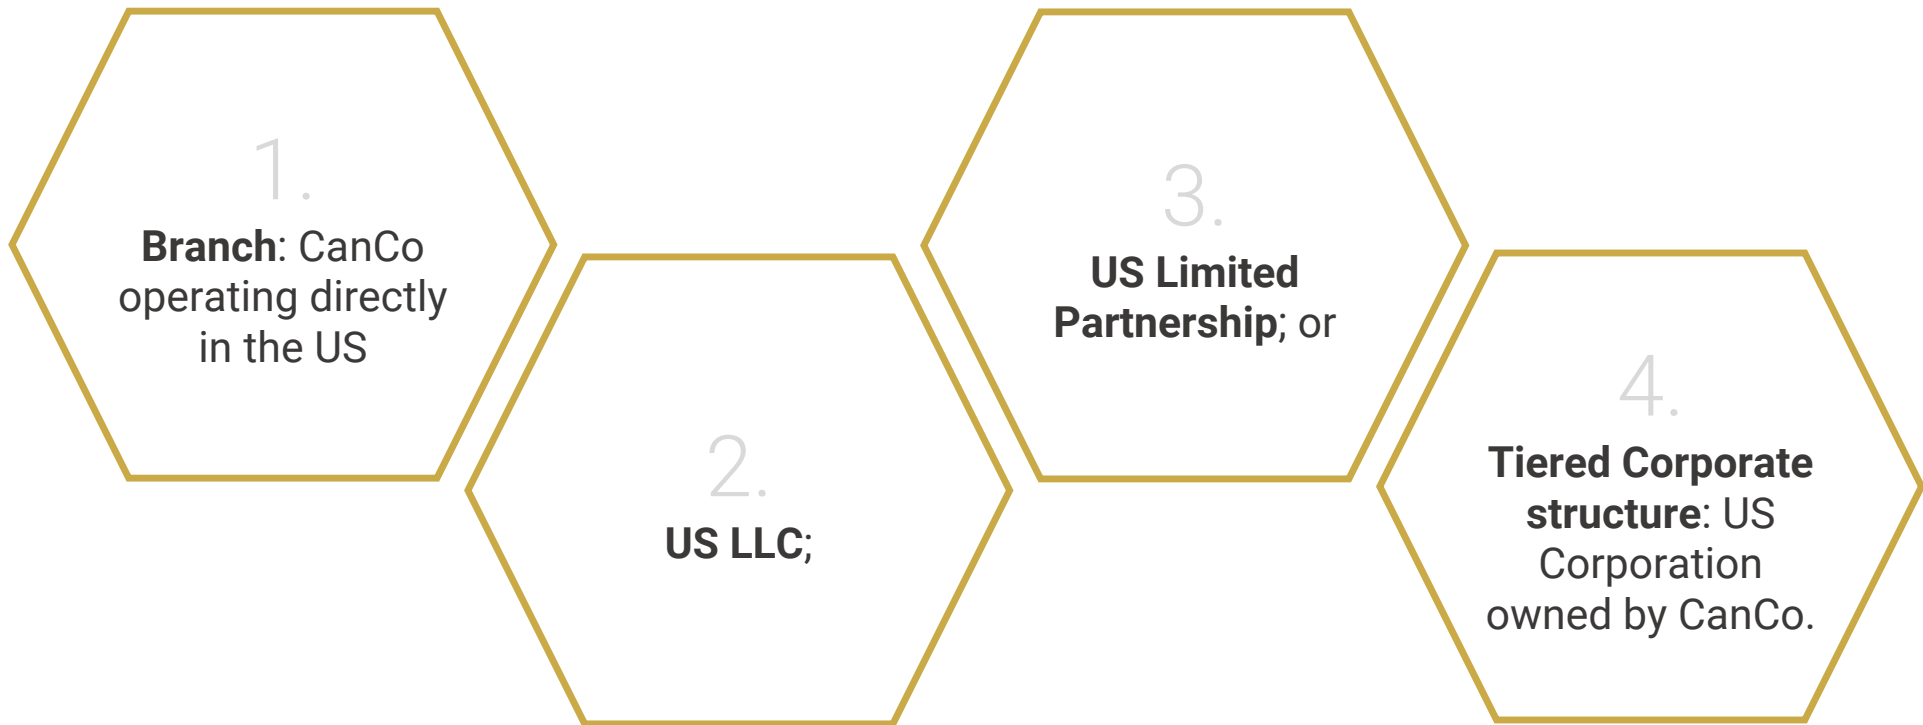 1.
Branch: CanCo
operating directly
in the US
2.
US LLC;
3.
US Limited
Partnership; or
4.
Tiered Corporate
structure: US
Corporation
owned by CanCo.